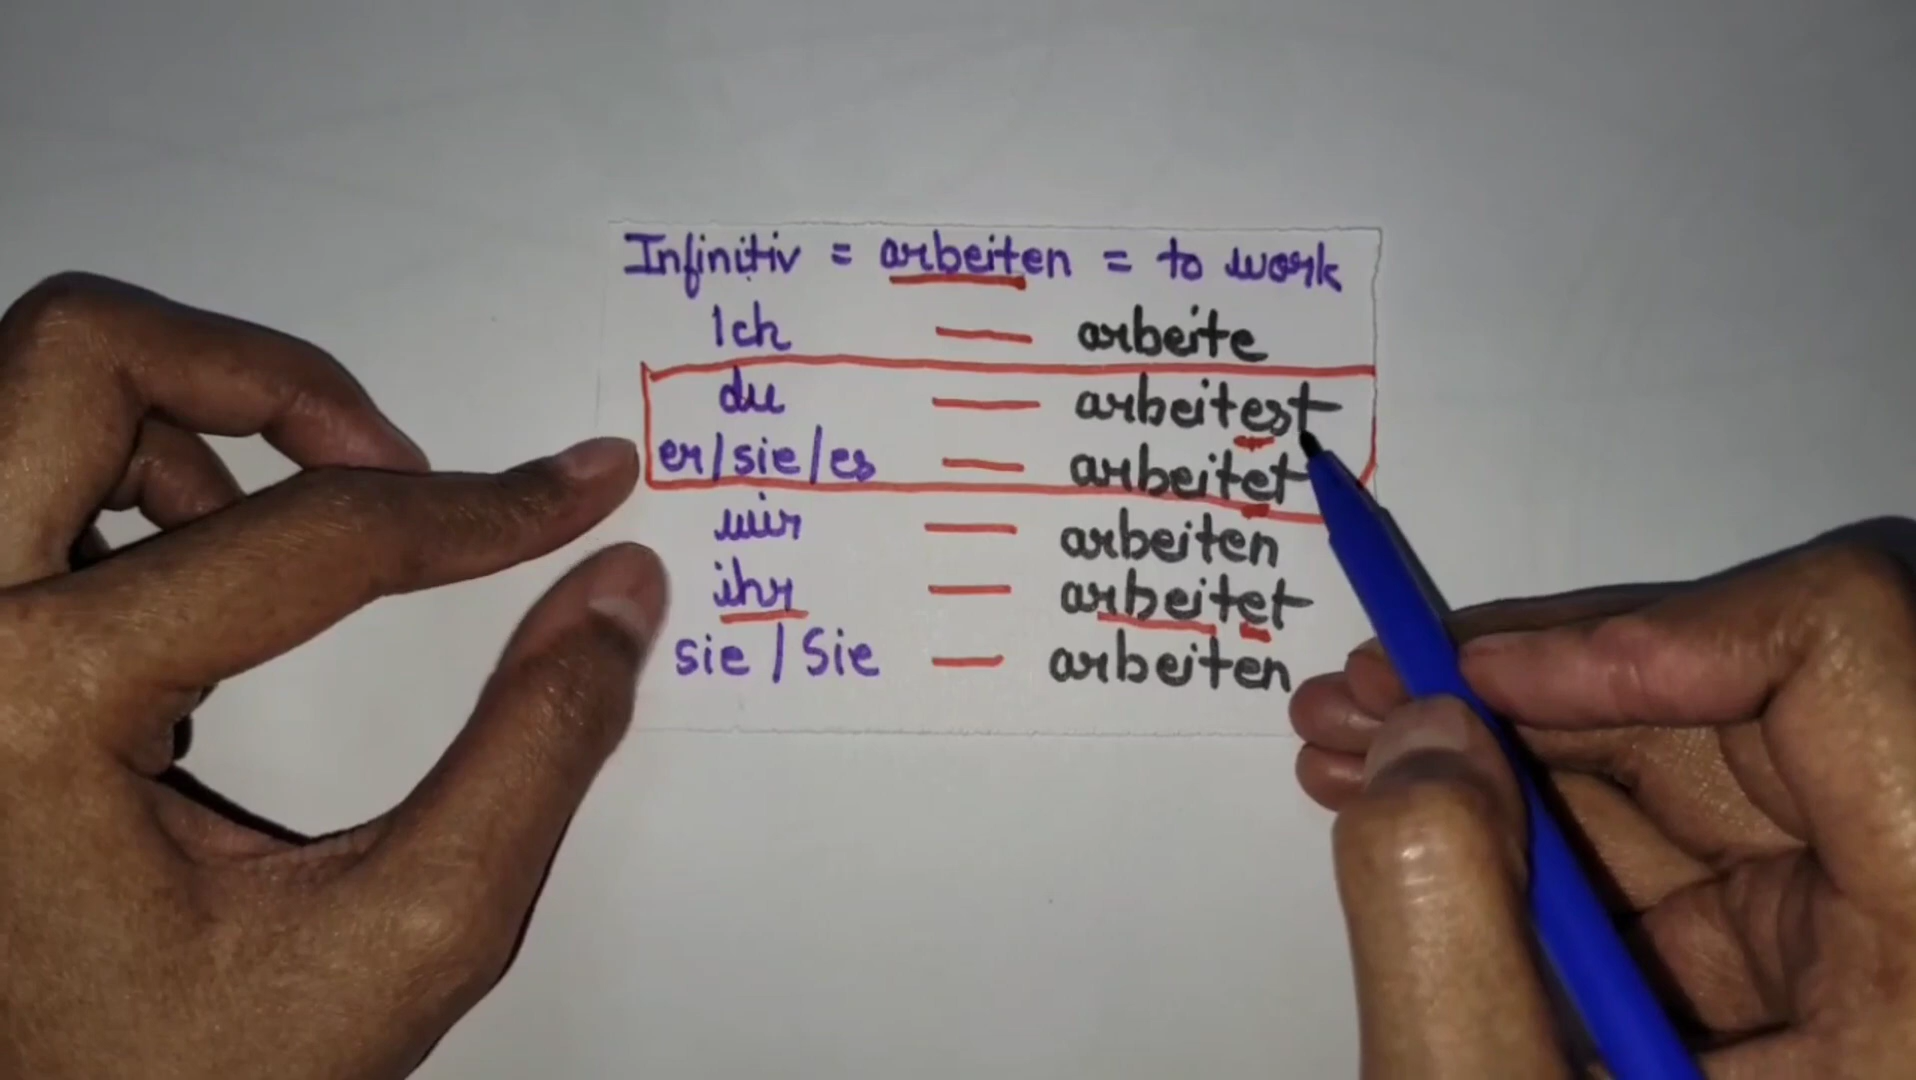 Infinitiv = arbeiten = to work
Ich — arbeite
du — arbeitest
er/sie/es — arbeitet
wir — arbeiten
ihr — arbeitet
sie / Sie — arbeiten